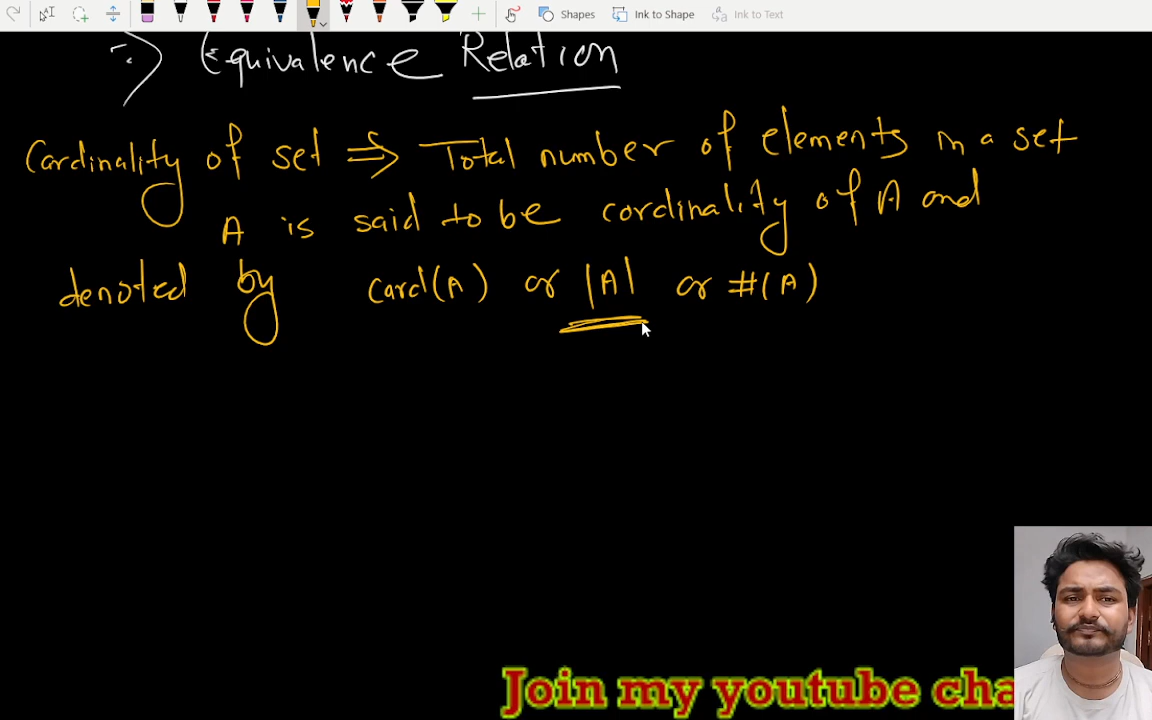 Shapes Ink to Shape Ink to Text
∵) Equivalence Relation
Cardinality of set ⇒ Total number of elements in a set
A is said to be cordinality of A and
denoted by card(A) or |A| or #(A)
Join my youtube cha